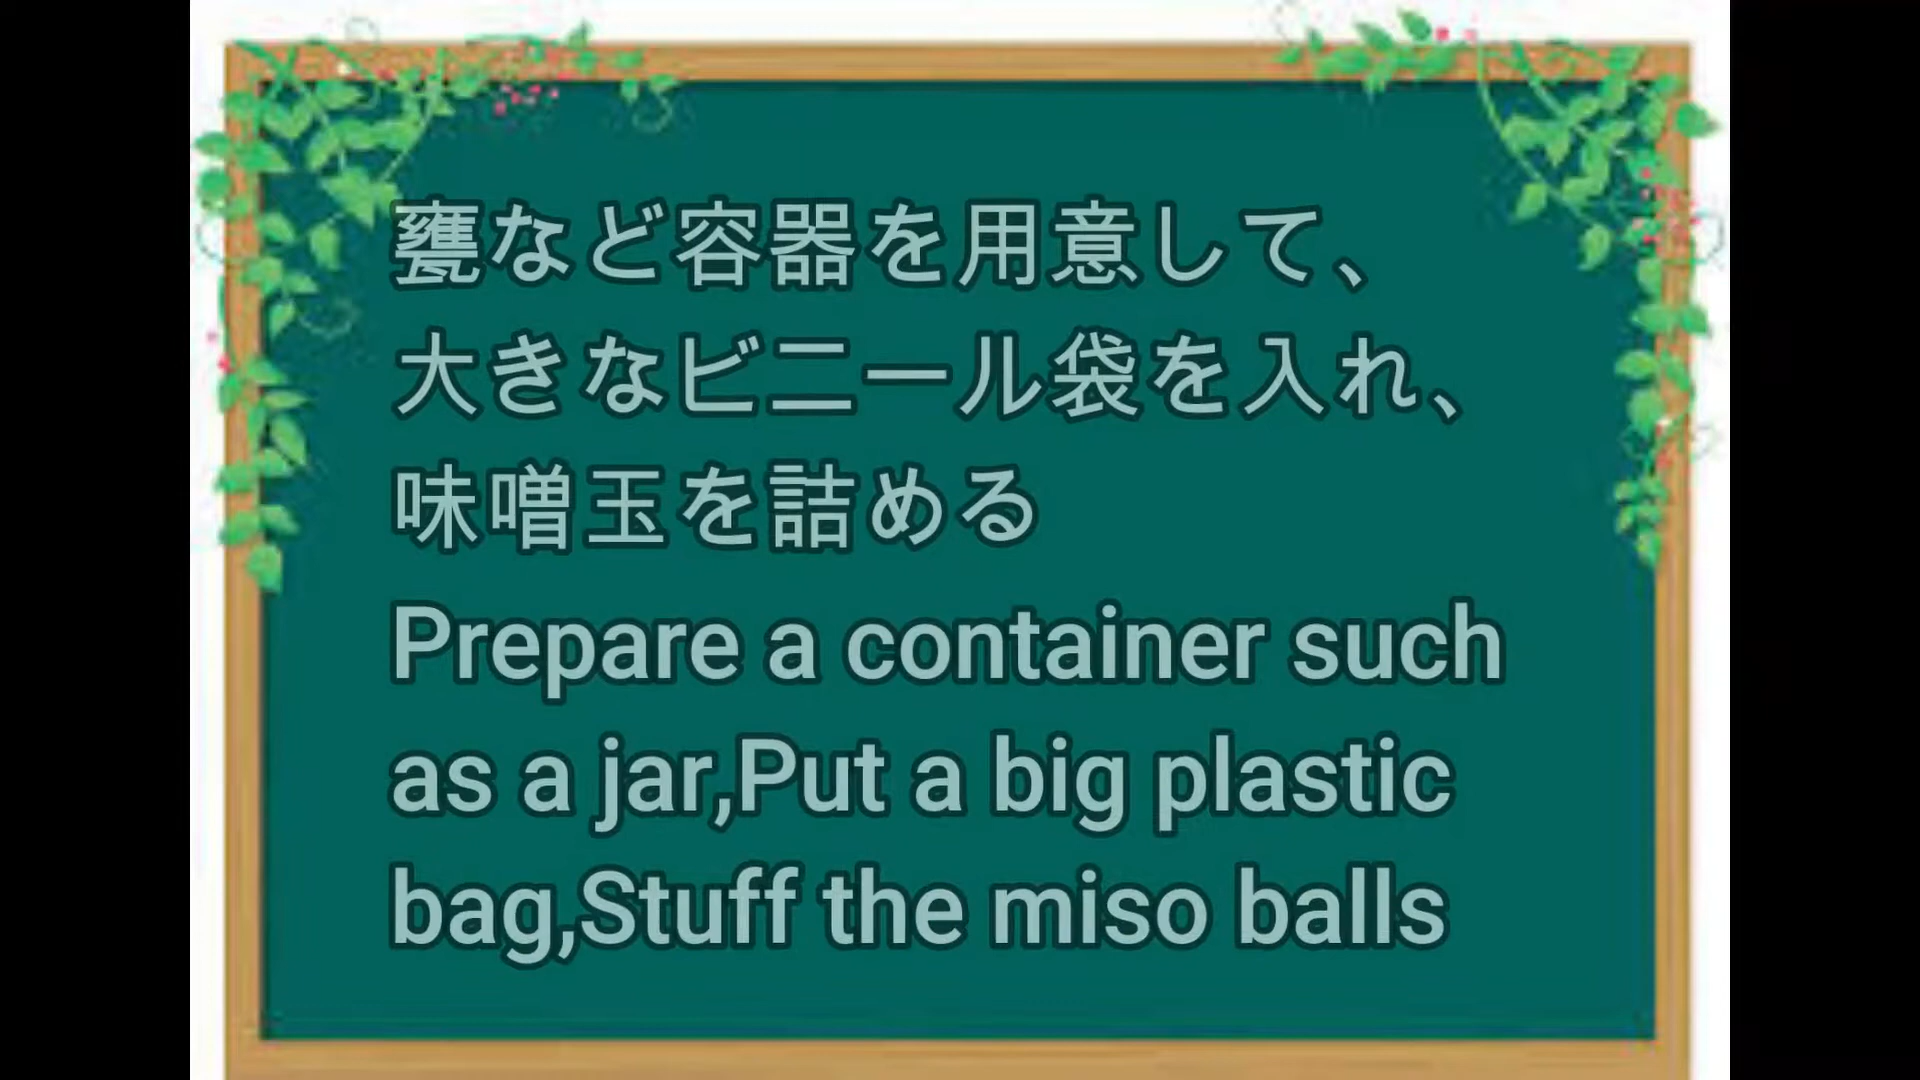 甕など容器を用意して、
大きなビニール袋を入れ、
味噌玉を詰める
Prepare a container such
as a jar,Put a big plastic
bag,Stuff the miso balls